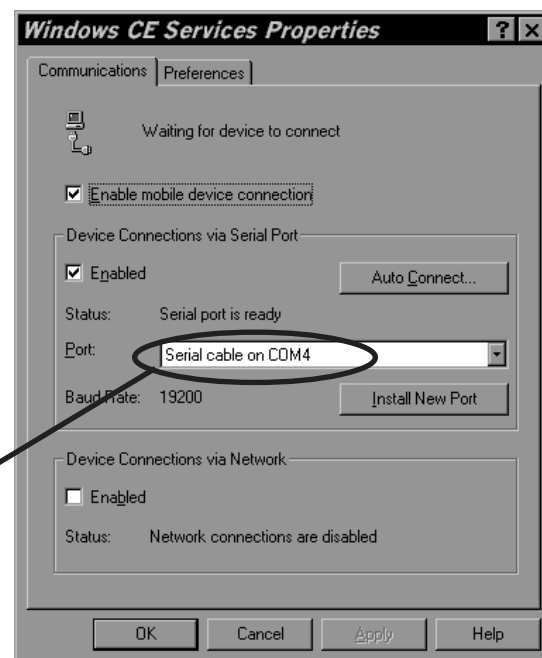 Windows CE Services Properties ? ×
Communications Preferences
Waiting for device to connect
Enable mobile device connection
Device Connections via Serial Port
Enabled Auto Connect...
Status: Serial port is ready
Port: Serial cable on COM4
Baud Rate: 19200 Install New Port
Device Connections via Network
Enabled
Status: Network connections are disabled
OK Cancel Apply Help